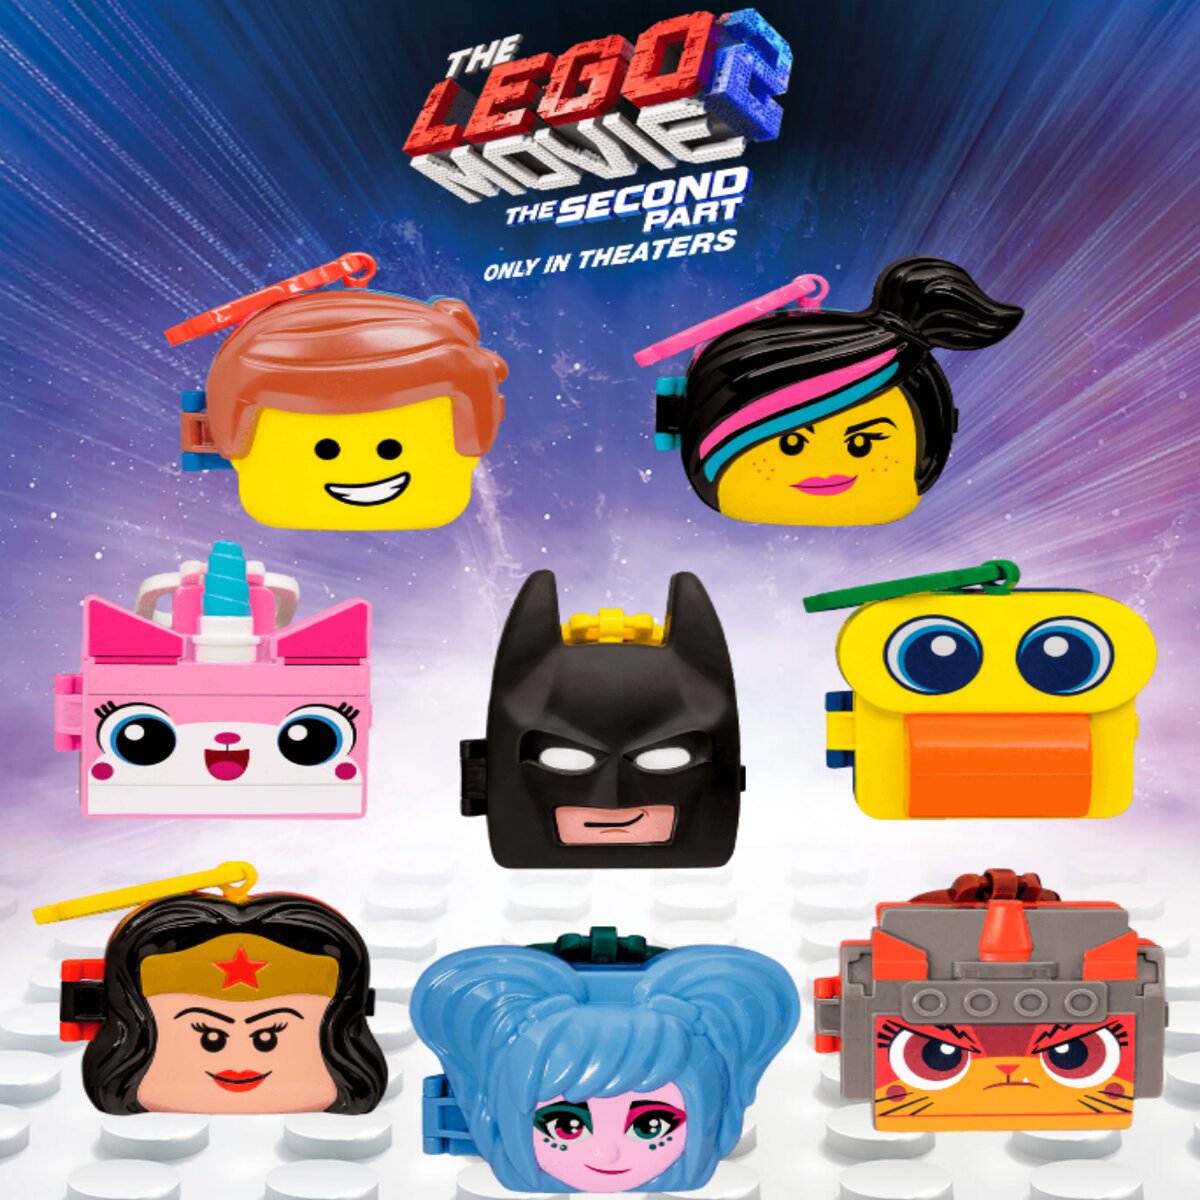 THE
LEGO 2
MOVIE
THE SECOND
PART
ONLY IN THEATERS